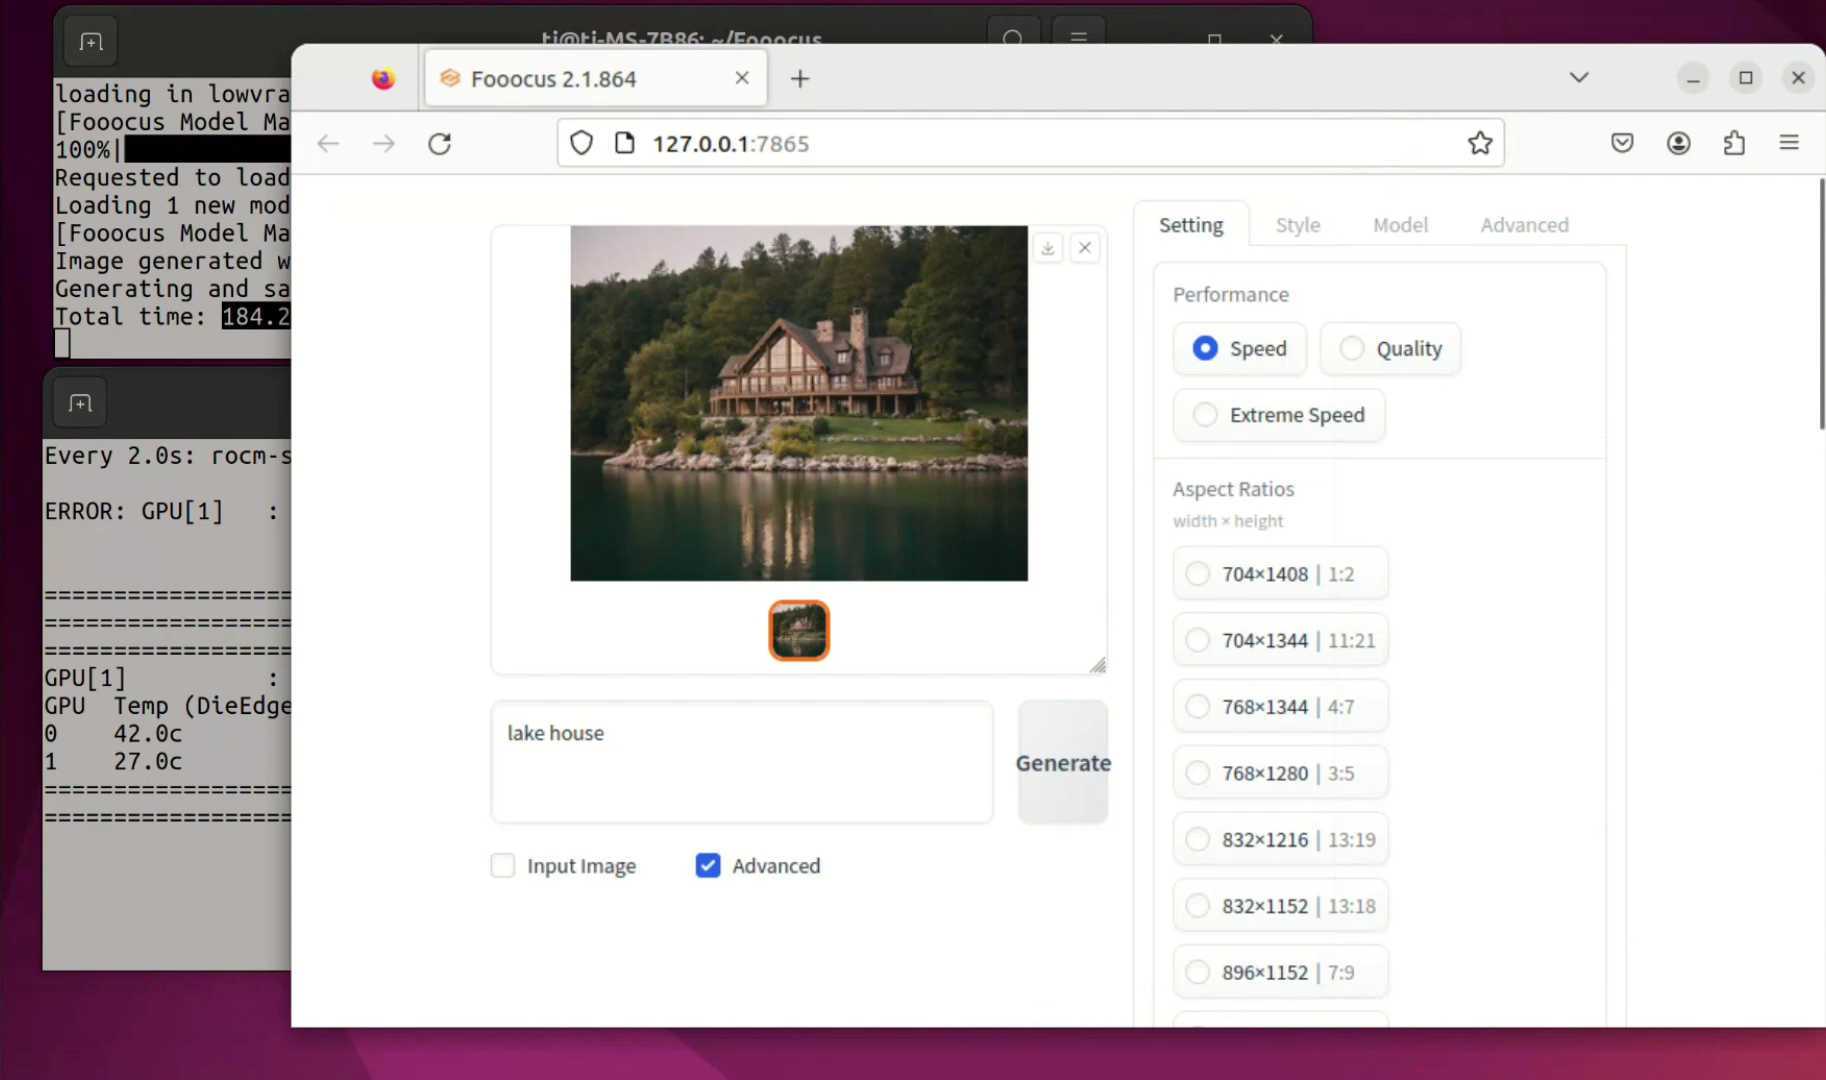 ti@ti-MS-7B86: ~/Fooocus
loading in lowvra
[Fooocus Model Ma
100%|
Requested to load
Loading 1 new mod
[Fooocus Model Ma
Image generated w
Generating and sa
Total time: 184.2
Every 2.0s: rocm-s
ERROR: GPU[1] :
==================
==================
==================
GPU[1] :
GPU Temp (DieEdge
0 42.0c
1 27.0c
==================
==================
Fooocus 2.1.864
127.0.0.1:7865
lake house
Generate
Input Image
Advanced
Setting
Style
Model
Advanced
Performance
Speed
Quality
Extreme Speed
Aspect Ratios
width × height
704×1408 | 1:2
704×1344 | 11:21
768×1344 | 4:7
768×1280 | 3:5
832×1216 | 13:19
832×1152 | 13:18
896×1152 | 7:9